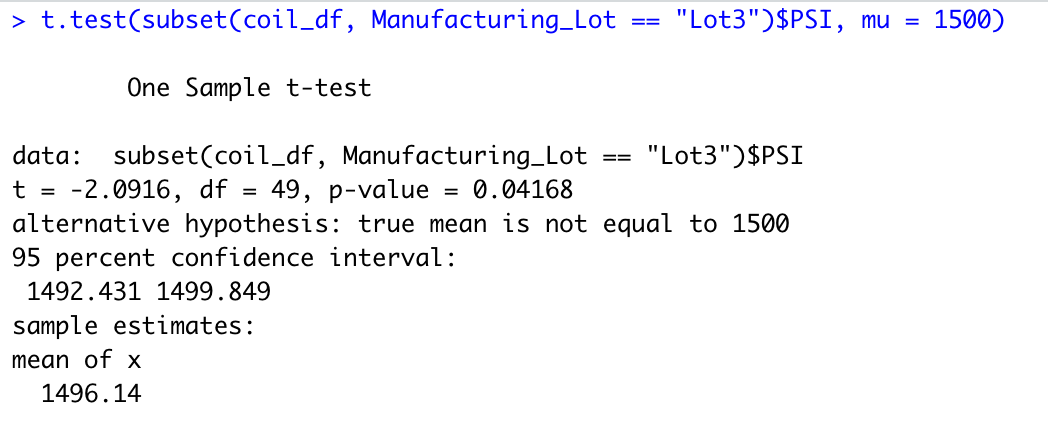 > t.test(subset(coil_df, Manufacturing_Lot == "Lot3")$PSI, mu = 1500)
One Sample t-test
data:  subset(coil_df, Manufacturing_Lot == "Lot3")$PSI
t = -2.0916, df = 49, p-value = 0.04168
alternative hypothesis: true mean is not equal to 1500
95 percent confidence interval:
1492.431 1499.849
sample estimates:
mean of x
1496.14